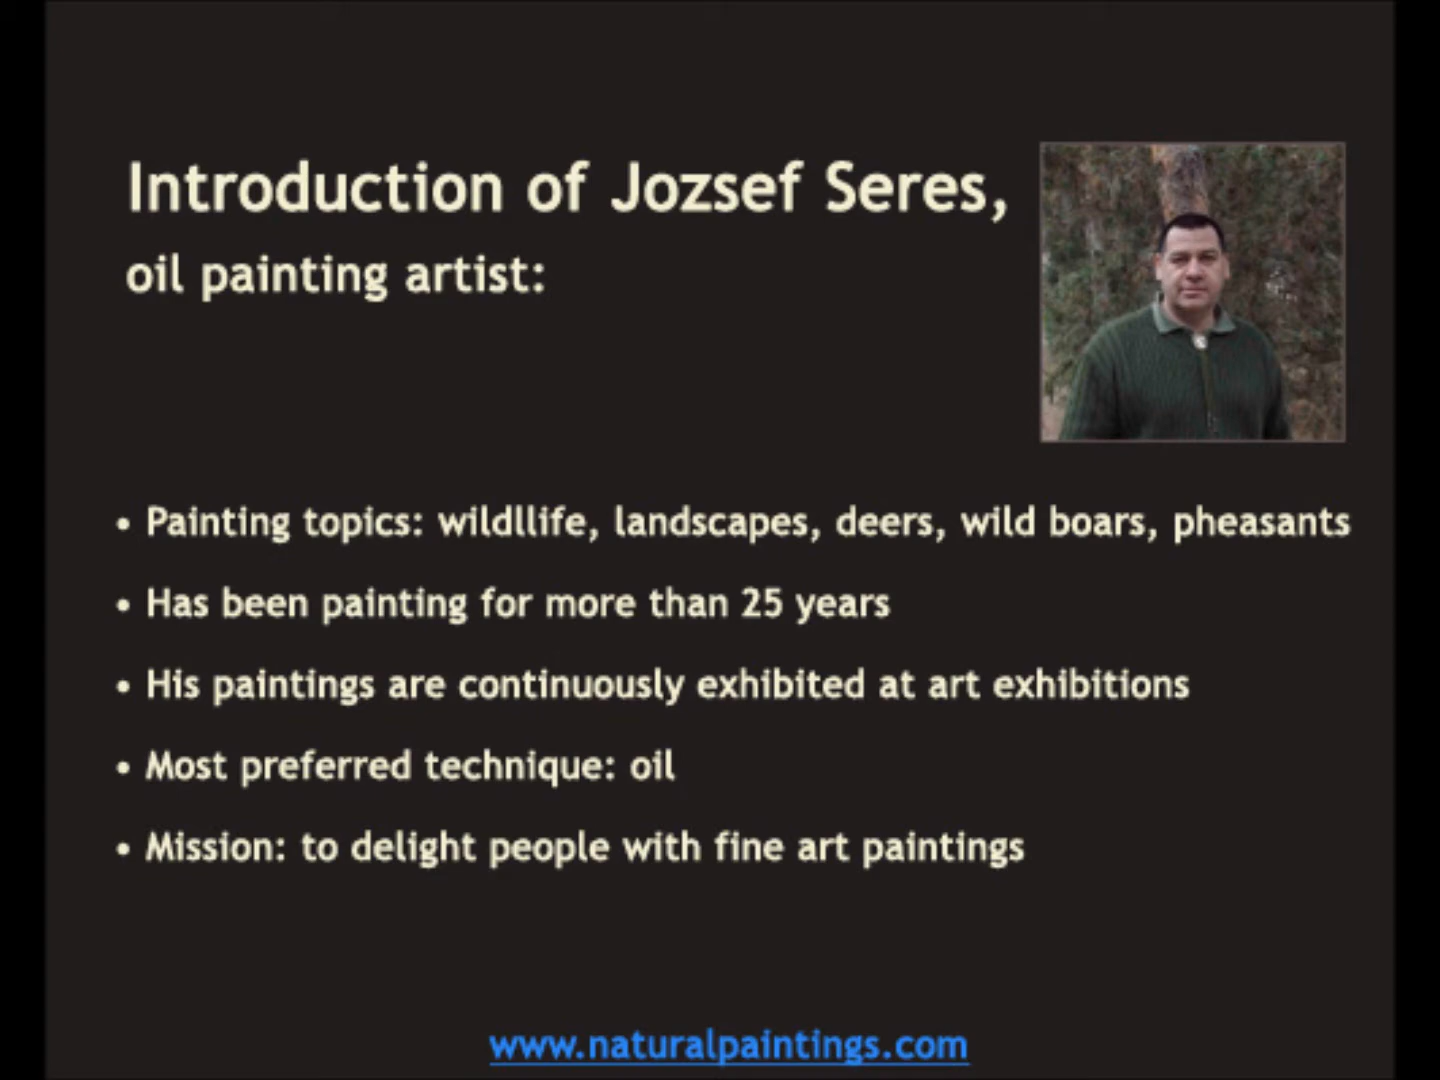 Introduction of Jozsef Seres,
oil painting artist:
• Painting topics: wildllife, landscapes, deers, wild boars, pheasants
• Has been painting for more than 25 years
• His paintings are continuously exhibited at art exhibitions
• Most preferred technique: oil
• Mission: to delight people with fine art paintings
www.naturalpaintings.com